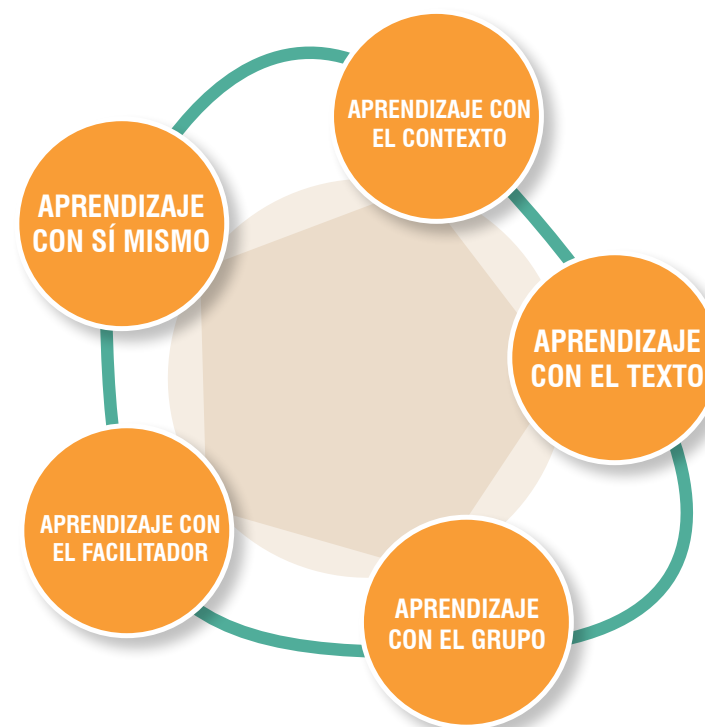 APRENDIZAJE CON
EL CONTEXTO
APRENDIZAJE
CON SÍ MISMO
APRENDIZAJE
CON EL TEXTO
APRENDIZAJE CON
EL FACILITADOR
APRENDIZAJE
CON EL GRUPO